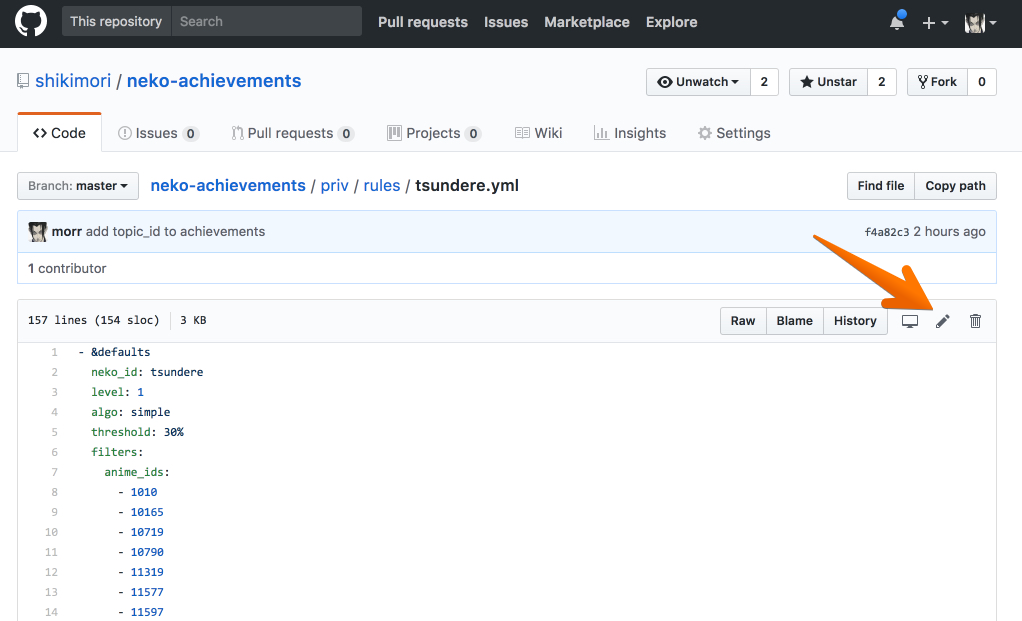 This repository Search Pull requests Issues Marketplace Explore
shikimori / neko-achievements Unwatch 2 Unstar 2 Fork 0
Code Issues 0 Pull requests 0 Projects 0 Wiki Insights Settings
Branch: master neko-achievements / priv / rules / tsundere.yml Find file Copy path
morr add topic_id to achievements f4a82c3 2 hours ago
1 contributor
157 lines (154 sloc) 3 KB Raw Blame History
1 - &defaults
2 neko_id: tsundere
3 level: 1
4 algo: simple
5 threshold: 30%
6 filters:
7 anime_ids:
8 - 1010
9 - 10165
10 - 10719
11 - 10790
12 - 11319
13 - 11577
14 - 11597